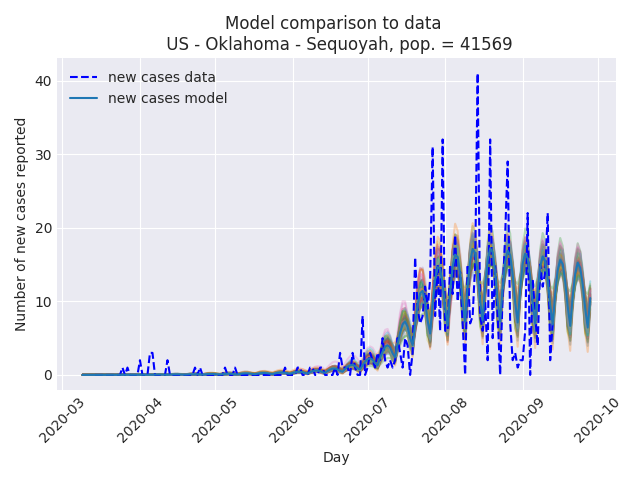 Model comparison to data
US - Oklahoma - Sequoyah, pop. = 41569
new cases data
new cases model
Number of new cases reported
40
30
20
10
0
2020-03
2020-04
2020-05
2020-06
2020-07
2020-08
2020-09
2020-10
Day